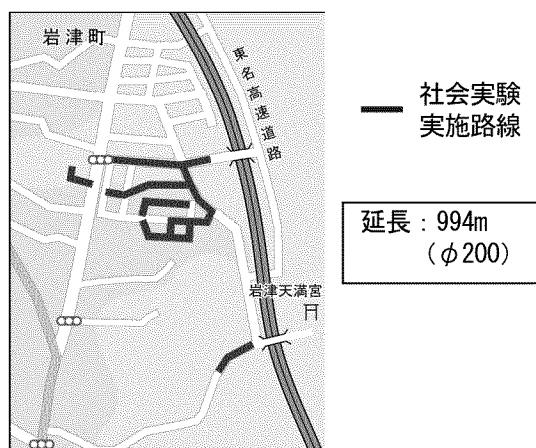 岩津町
東名高速道路
岩津天満宮
社会実験
実施路線
延長：994m
（φ200）